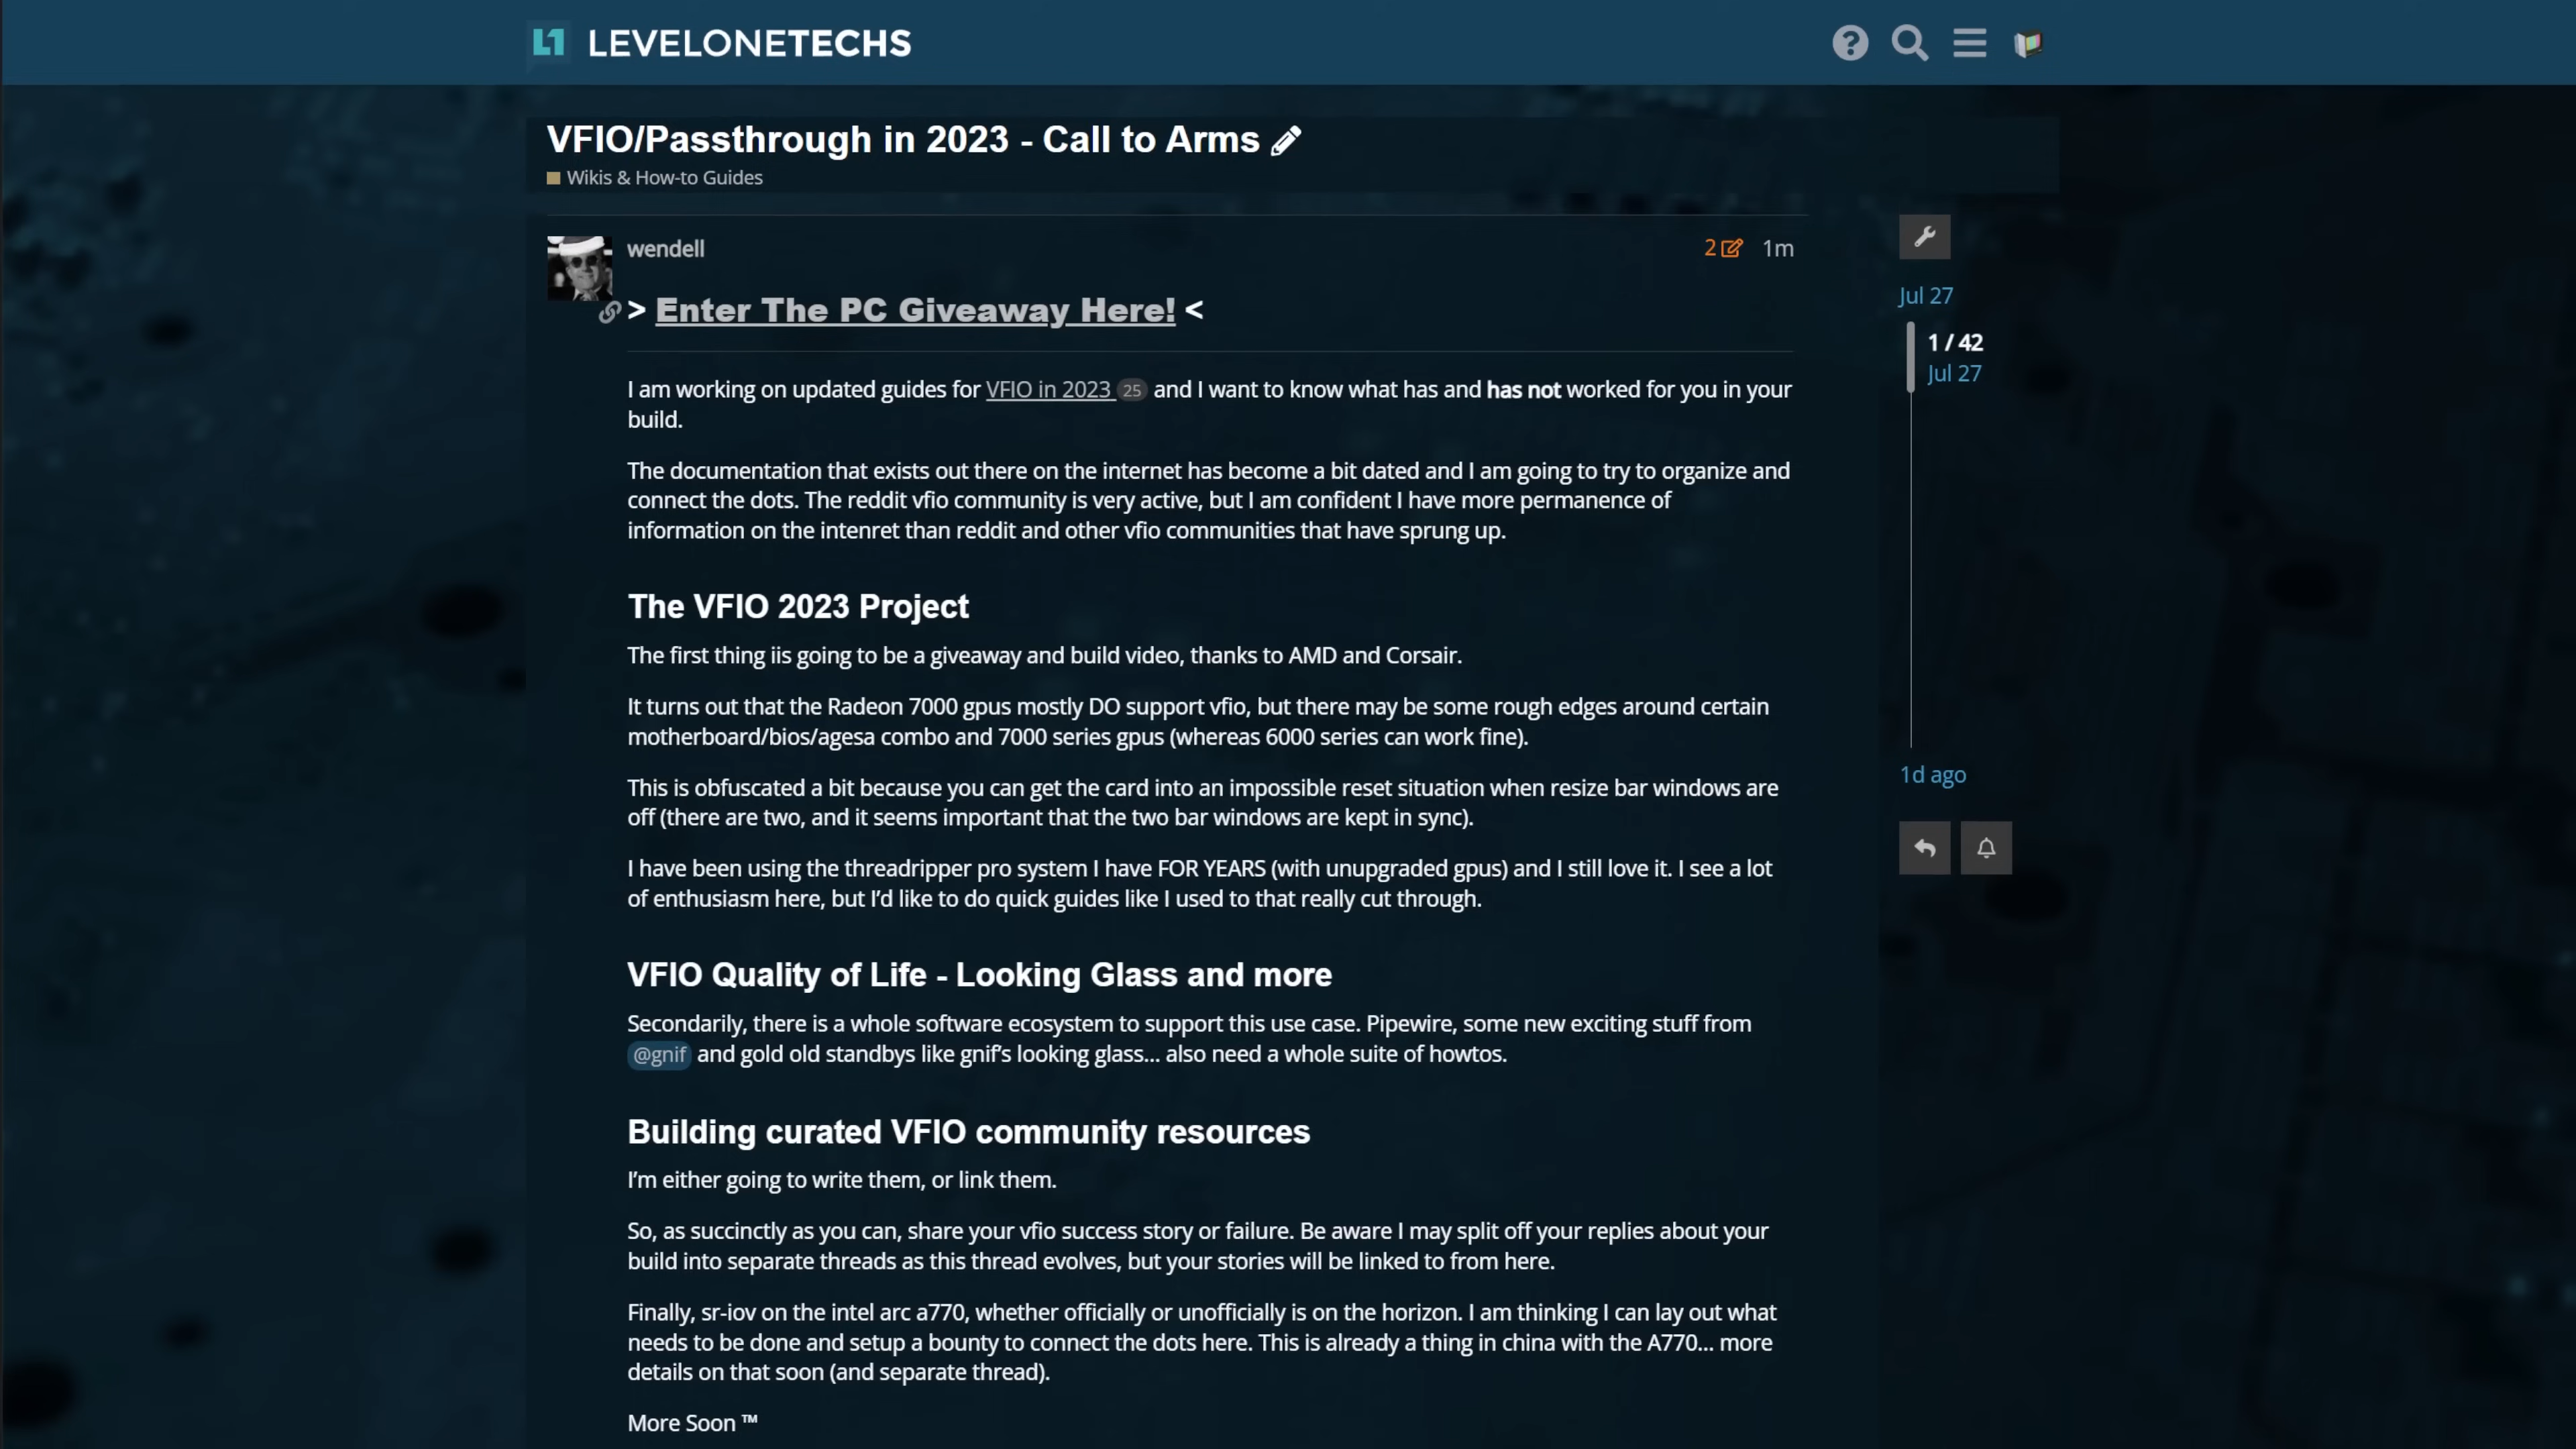 LEVELONETECHS
VFIO/Passthrough in 2023 - Call to Arms
Wikis & How-to Guides
wendell
2
1m
> Enter The PC Giveaway Here! <
Jul 27
1 / 42
Jul 27
I am working on updated guides for VFIO in 2023 25 and I want to know what has and has not worked for you in your
build.
The documentation that exists out there on the internet has become a bit dated and I am going to try to organize and
connect the dots. The reddit vfio community is very active, but I am confident I have more permanence of
information on the intenret than reddit and other vfio communities that have sprung up.
The VFIO 2023 Project
The first thing iis going to be a giveaway and build video, thanks to AMD and Corsair.
It turns out that the Radeon 7000 gpus mostly DO support vfio, but there may be some rough edges around certain
motherboard/bios/agesa combo and 7000 series gpus (whereas 6000 series can work fine).
1d ago
This is obfuscated a bit because you can get the card into an impossible reset situation when resize bar windows are
off (there are two, and it seems important that the two bar windows are kept in sync).
I have been using the threadripper pro system I have FOR YEARS (with unupgraded gpus) and I still love it. I see a lot
of enthusiasm here, but I'd like to do quick guides like I used to that really cut through.
VFIO Quality of Life - Looking Glass and more
Secondarily, there is a whole software ecosystem to support this use case. Pipewire, some new exciting stuff from
@gnif and gold old standbys like gnif's looking glass... also need a whole suite of howtos.
Building curated VFIO community resources
I'm either going to write them, or link them.
So, as succinctly as you can, share your vfio success story or failure. Be aware I may split off your replies about your
build into separate threads as this thread evolves, but your stories will be linked to from here.
Finally, sr-iov on the intel arc a770, whether officially or unofficially is on the horizon. I am thinking I can lay out what
needs to be done and setup a bounty to connect the dots here. This is already a thing in china with the A770... more
details on that soon (and separate thread).
More Soon ™